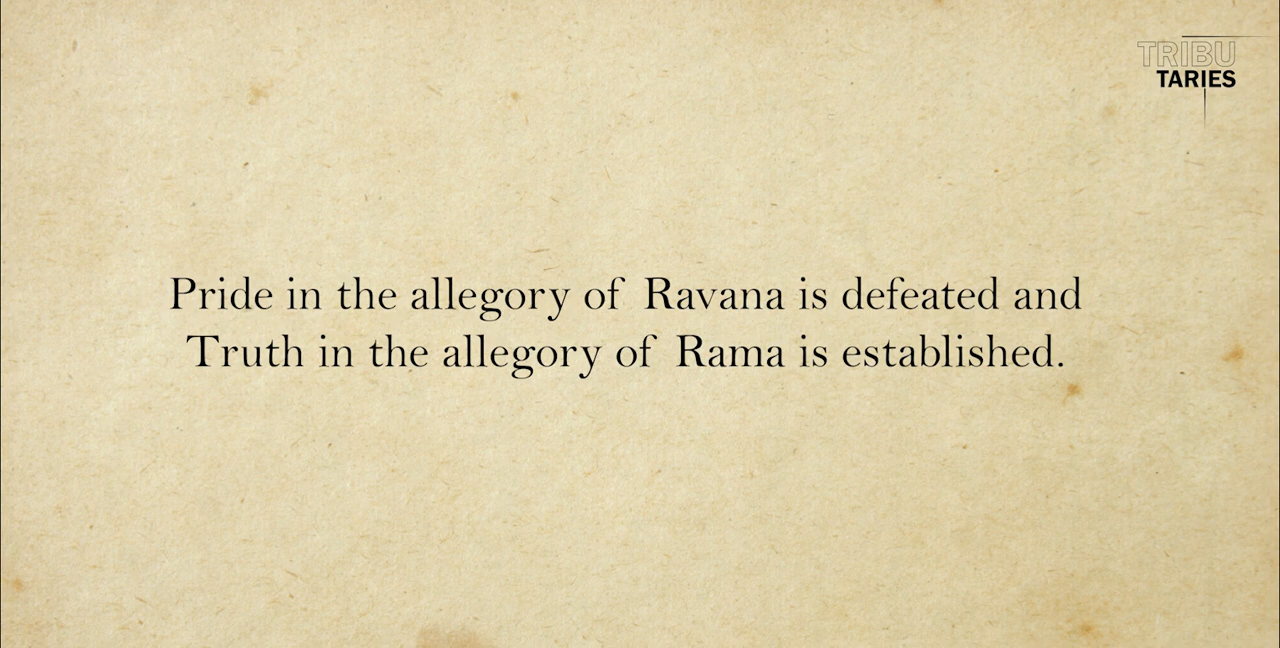 TRIBU
TARIES
Pride in the allegory of Ravana is defeated and
Truth in the allegory of Rama is established.